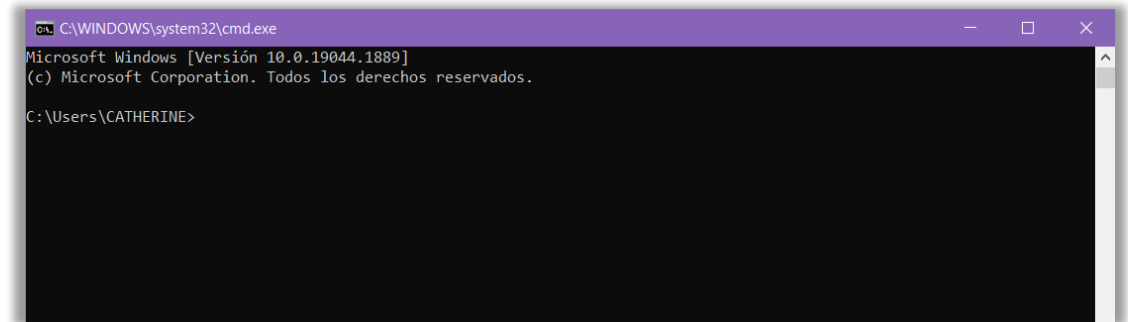 C:\WINDOWS\system32\cmd.exe
Microsoft Windows [Versión 10.0.19044.1889]
(c) Microsoft Corporation. Todos los derechos reservados.
C:\Users\CATHERINE>